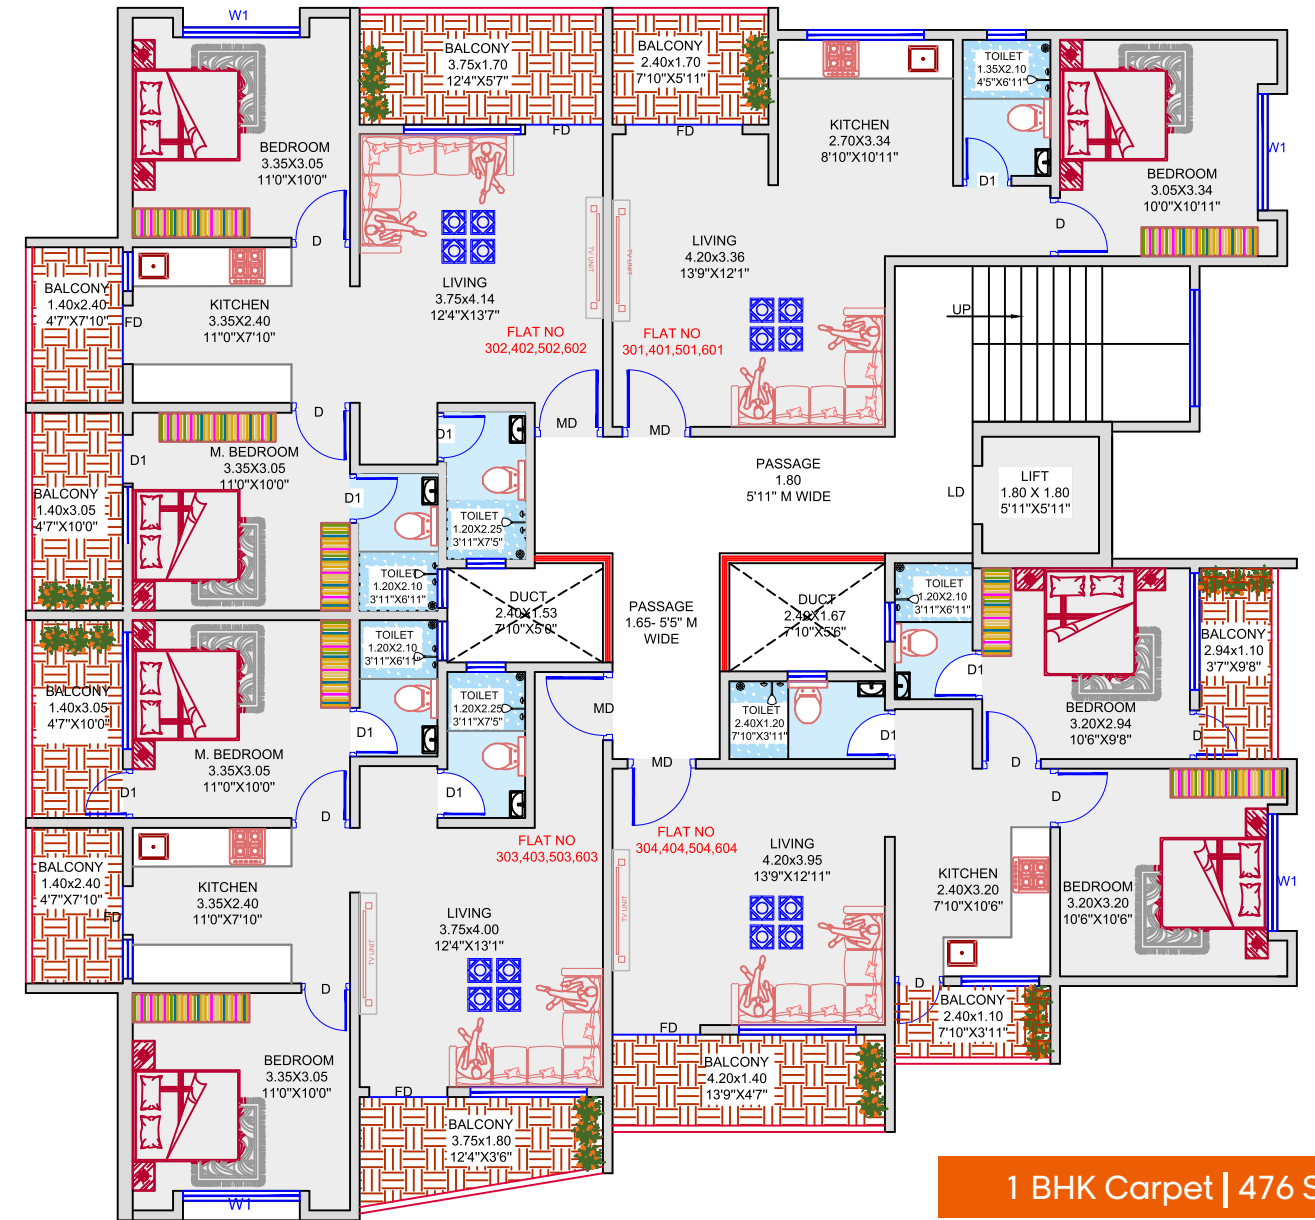 W1
BALCONY
3.75x1.70
12'4"X5'7"
BALCONY
2.40x1.70
7'10"X5'11"
TOILET
1.35X2.10
4'5"X6'11"
FD
FD
KITCHEN
2.70X3.34
8'10"X10'11"
BEDROOM
3.35X3.05
11'0"X10'0"
W1
D1
BEDROOM
3.05X3.34
10'0"X10'11"
D
D
LIVING
4.20x3.36
13'9"X12'1"
TV UNIT
TV UNIT
BALCONY
1.40x2.40
4'7"X7'10"
FD
KITCHEN
3.35X2.40
11'0"X7'10"
LIVING
3.75x4.14
12'4"X13'7"
FLAT NO
302,402,502,602
FLAT NO
301,401,501,601
UP
D
MD
MD
D1
D1
M. BEDROOM
3.35X3.05
11'0"X10'0"
PASSAGE
1.80
5'11" M WIDE
LD
LIFT
1.80 X 1.80
5'11"X5'11"
BALCONY
1.40x3.05
4'7"X10'0"
D1
TOILET
1.20X2.25
3'11"X7'5"
TOILET
1.20X2.10
3'11"X6'11"
DUCT
2.40X1.53
7'10"X5'0"
PASSAGE
1.65- 5'5" M
WIDE
DUCT
2.40X1.67
7'10"X5'6"
TOILET
1.20X2.10
3'11"X6'11"
TOILET
1.20X2.10
3'11"X6'11"
BALCONY
2.94x1.10
3'7"X9'8"
D1
BALCONY
1.40x3.05
4'7"X10'0"
TOILET
1.20X2.25
3'11"X7'5"
MD
TOILET
2.40X1.20
7'10"X3'11"
BEDROOM
3.20X2.94
10'6"X9'8"
D1
D1
D
M. BEDROOM
3.35X3.05
11'0"X10'0"
MD
D
D1
D1
D
D
FLAT NO
303,403,503,603
FLAT NO
304,404,504,604
LIVING
4.20x3.95
13'9"X12'11"
BALCONY
1.40x2.40
4'7"X7'10"
FD
KITCHEN
3.35X2.40
11'0"X7'10"
KITCHEN
2.40X3.20
7'10"X10'6"
BEDROOM
3.20X3.20
10'6"X10'6"
W1
TV UNIT
LIVING
3.75x4.00
12'4"X13'1"
TV UNIT
D
D
BALCONY
2.40x1.10
7'10"X3'11"
FD
BEDROOM
3.35X3.05
11'0"X10'0"
BALCONY
4.20x1.40
13'9"X4'7"
FD
BALCONY
3.75x1.80
12'4"X3'6"
W1
1 BHK Carpet | 476 S